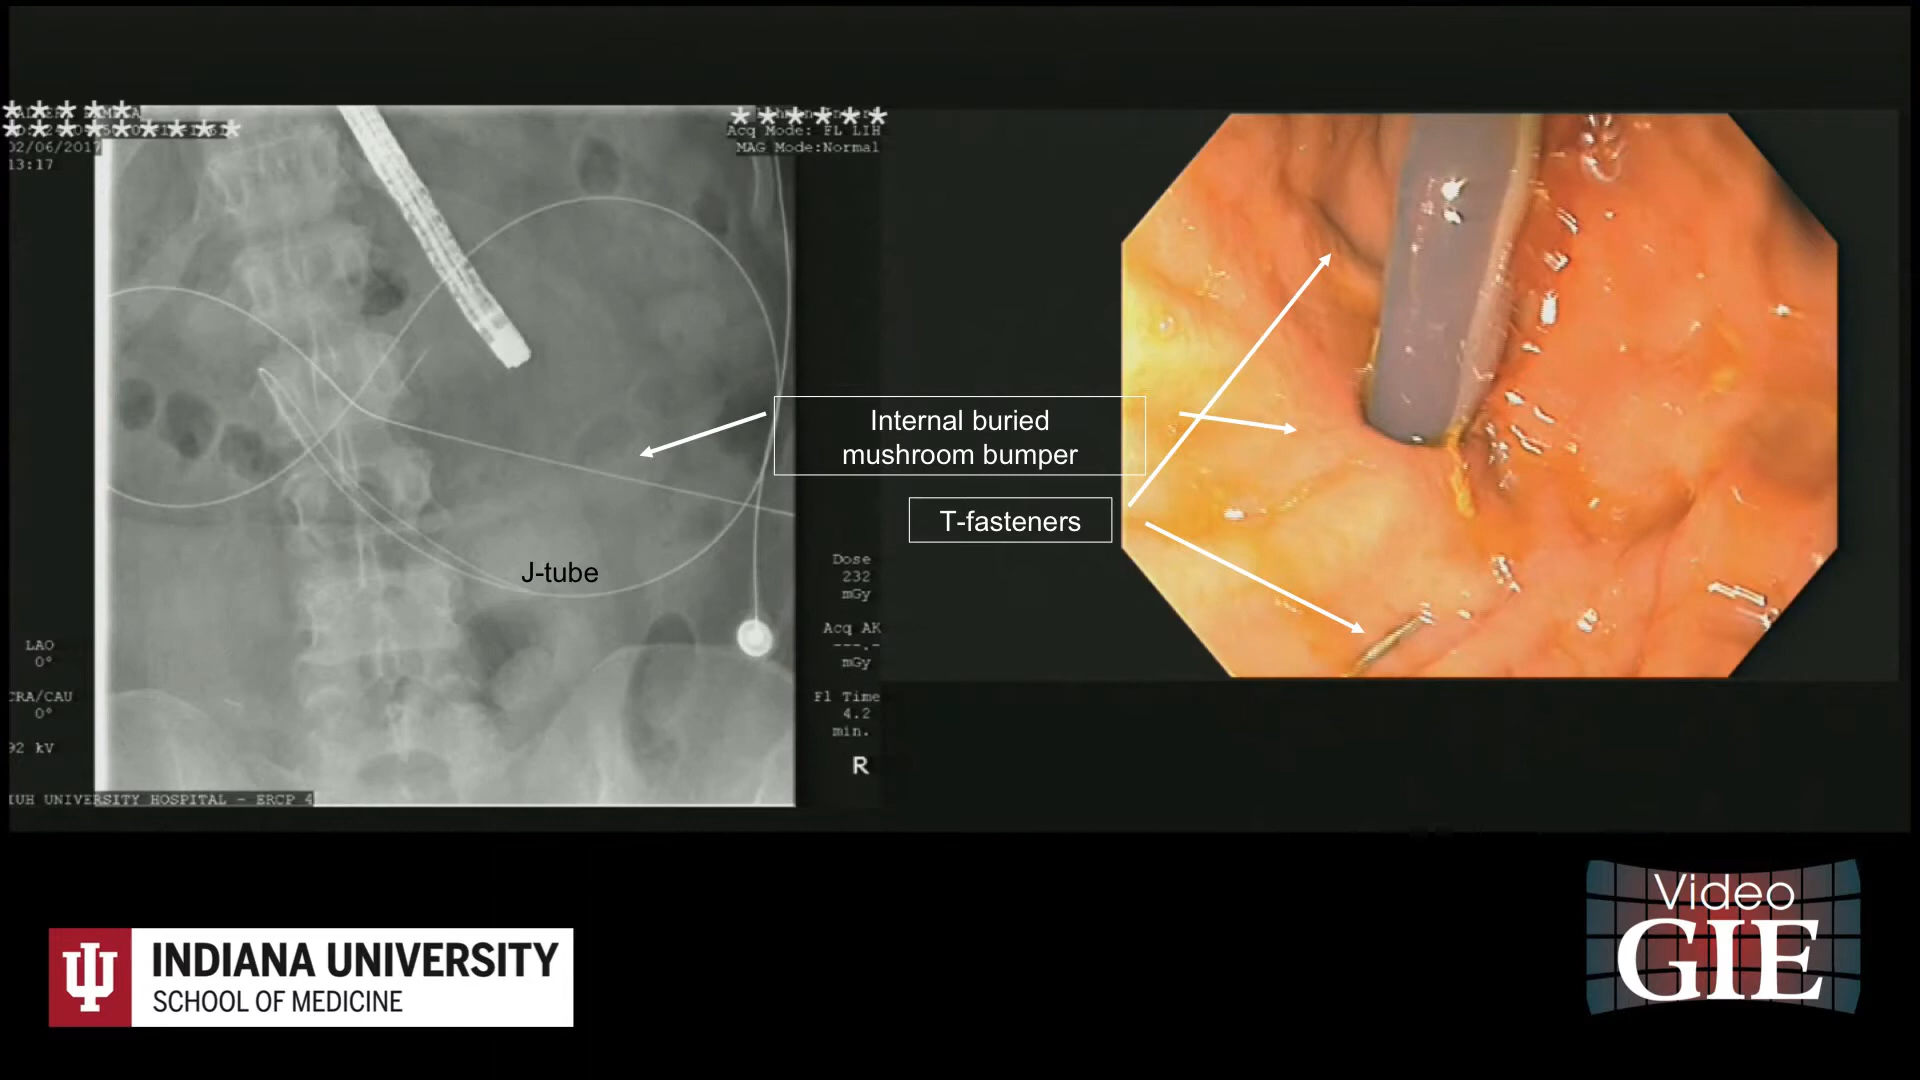 02/06/2017
13:17
Acq Mode: FL LIH
MAG Mode:Normal
Internal buried
mushroom bumper
T-fasteners
J-tube
Dose
232
mGy
Acq AK
---.-
mGy
Fl Time
4.2
min.
R
LAO
0°
CRA/CAU
0°
92 kV
IUH UNIVERSITY HOSPITAL - ERCP 4
INDIANA UNIVERSITY
SCHOOL OF MEDICINE
Video
GIE